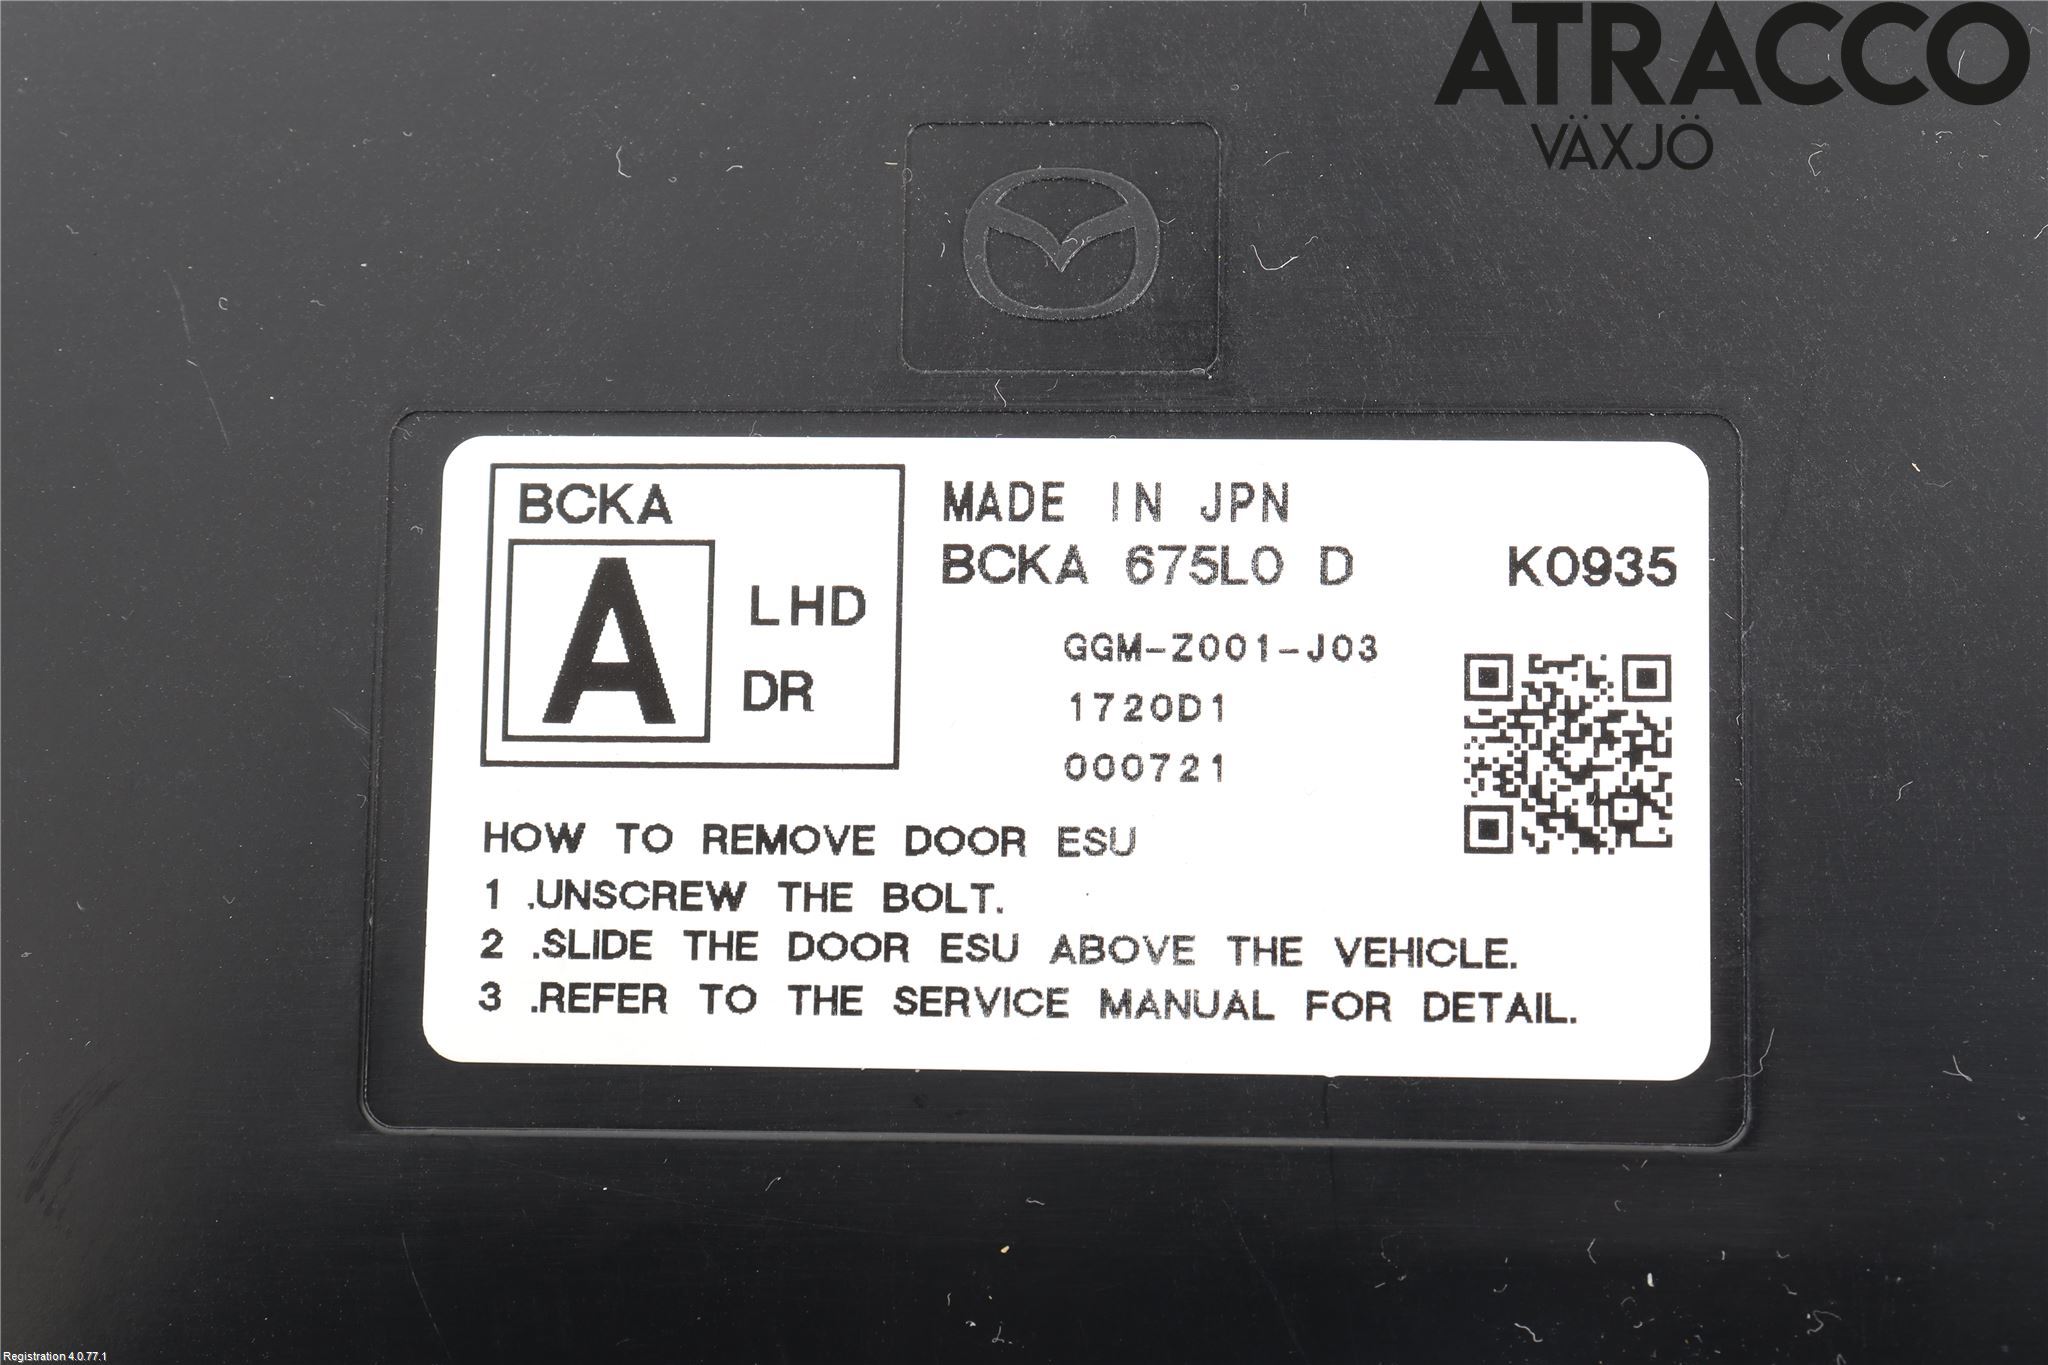 ATRACCO
VÄXJÖ
BCKA
A
LHD
DR
MADE IN JPN
BCKA 675L0 D K0935
GGM-Z001-J03
1720D1
000721
HOW TO REMOVE DOOR ESU
1 .UNSCREW THE BOLT.
2 .SLIDE THE DOOR ESU ABOVE THE VEHICLE.
3 .REFER TO THE SERVICE MANUAL FOR DETAIL.
Registration 4.0.77.1